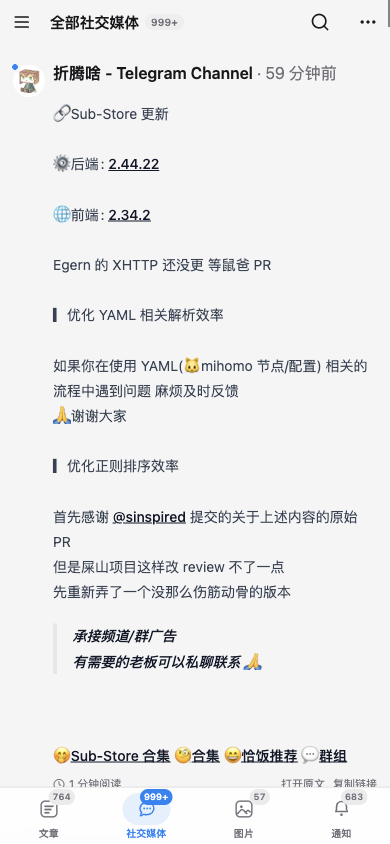 全部社交媒体 999+
折腾啥 - Telegram Channel · 59 分钟前
🔗Sub-Store 更新
⚙️后端: 2.44.22
🌐前端: 2.34.2
Egern 的 XHTTP 还没更 等鼠爸 PR
▎优化 YAML 相关解析效率
如果你在使用 YAML(🐱mihomo 节点/配置) 相关的
流程中遇到问题 麻烦及时反馈
🙏谢谢大家
▎优化正则排序效率
首先感谢 @sinspired 提交的关于上述内容的原始
PR
但是屎山项目这样改 review 不了一点
先重新弄了一个没那么伤筋动骨的版本
承接频道/群广告
有需要的老板可以私聊联系 🙏
🤭Sub-Store 合集 🧐合集 😄恰饭推荐 💬群组
1 分钟阅读 打开原文 复制链接
764 999+ 57 683
文章 社交媒体 图片 通知